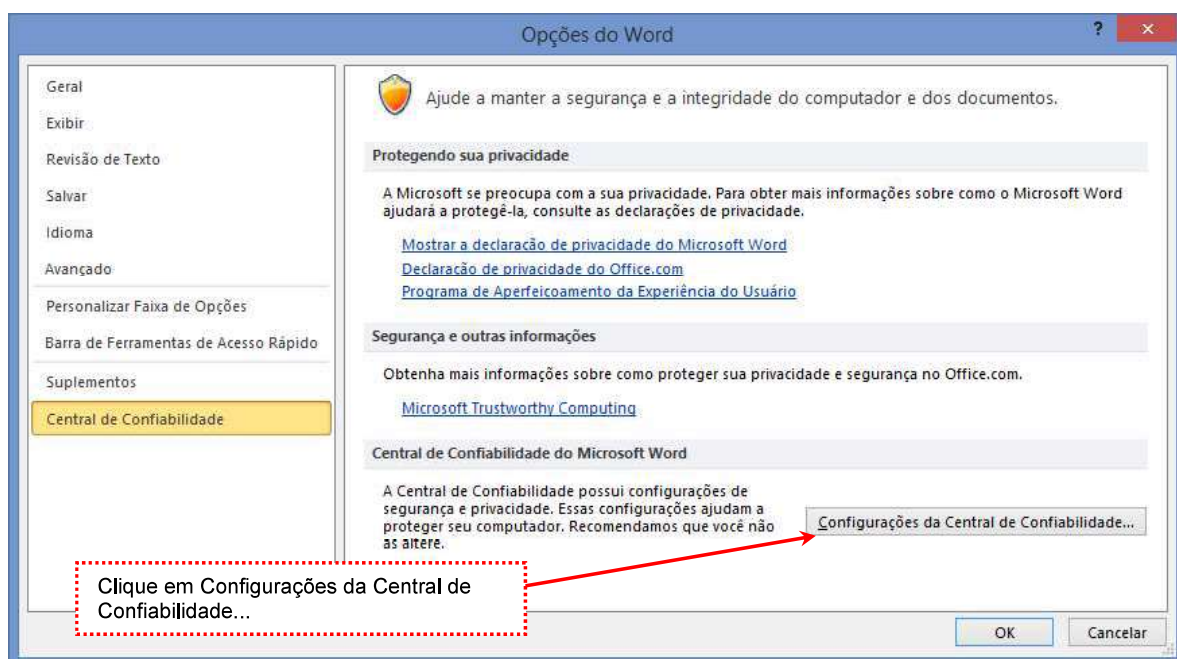 Opções do Word
?
×
Geral
Exibir
Revisão de Texto
Salvar
Idioma
Avançado
Personalizar Faixa de Opções
Barra de Ferramentas de Acesso Rápido
Suplementos
Central de Confiabilidade
Ajude a manter a segurança e a integridade do computador e dos documentos.
Protegendo sua privacidade
A Microsoft se preocupa com a sua privacidade. Para obter mais informações sobre como o Microsoft Word
ajudará a protegê-la, consulte as declarações de privacidade.
Mostrar a declaração de privacidade do Microsoft Word
Declaração de privacidade do Office.com
Programa de Aperfeiçoamento da Experiência do Usuário
Segurança e outras informações
Obtenha mais informações sobre como proteger sua privacidade e segurança no Office.com.
Microsoft Trustworthy Computing
Central de Confiabilidade do Microsoft Word
A Central de Confiabilidade possui configurações de
segurança e privacidade. Essas configurações ajudam a
proteger seu computador. Recomendamos que você não
as altere.
Configurações da Central de Confiabilidade...
Clique em Configurações da Central de
Confiabilidade...
OK
Cancelar